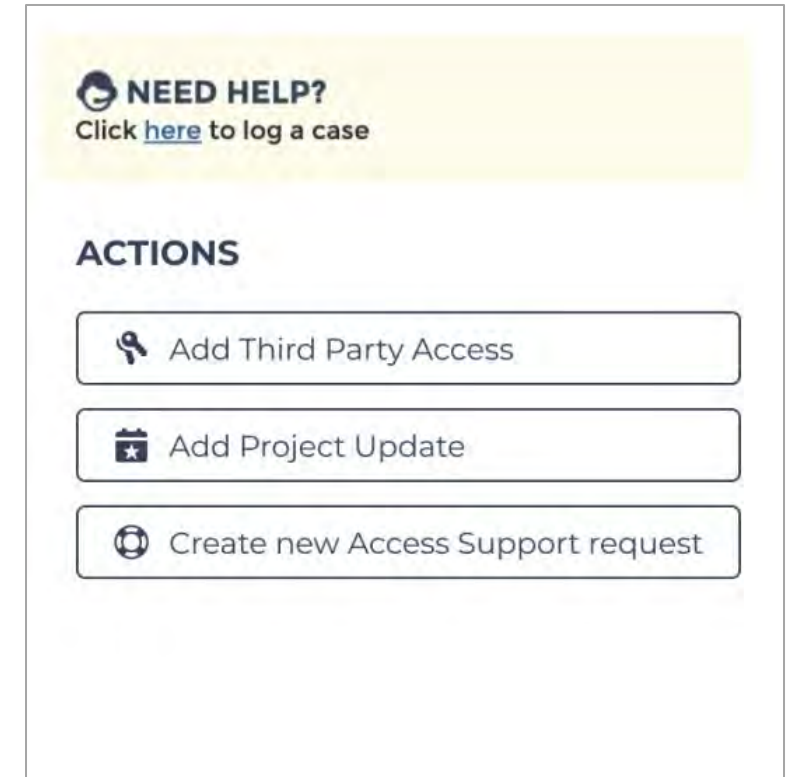 NEED HELP?
Click here to log a case
ACTIONS
Add Third Party Access
Add Project Update
Create new Access Support request